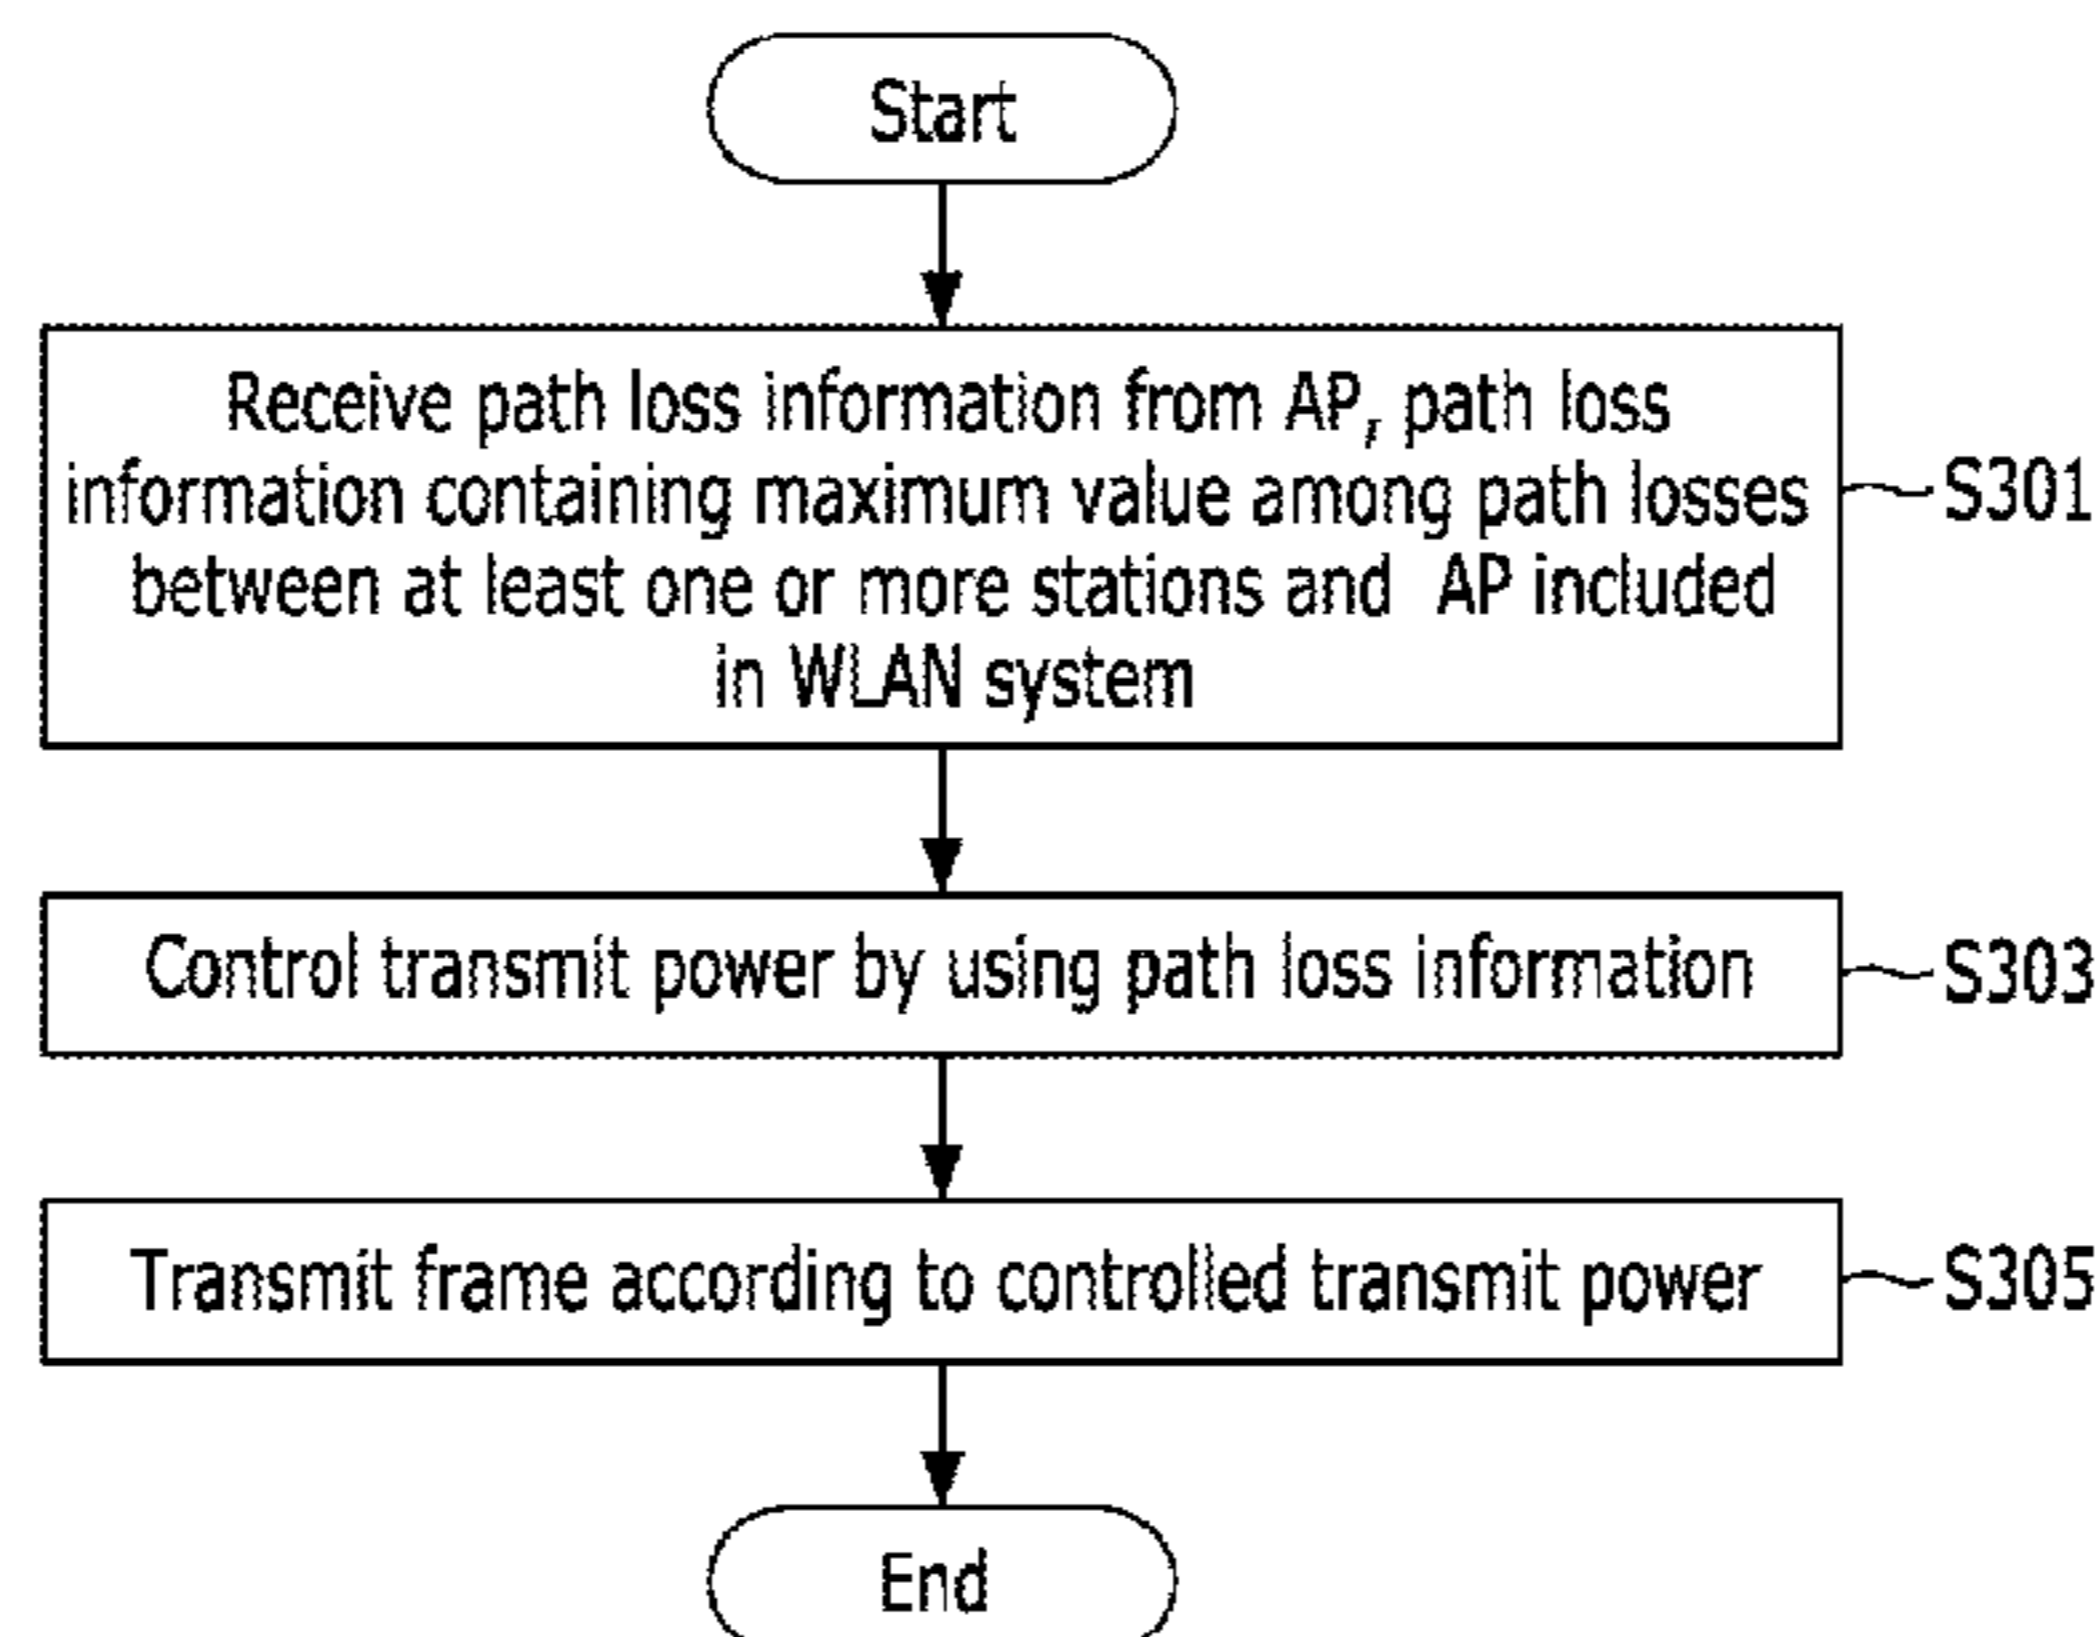 Start
Receive path loss information from AP, path loss
information containing maximum value among path losses
between at least one or more stations and AP included
in WLAN system
S301
Control transmit power by using path loss information
S303
Transmit frame according to controlled transmit power
S305
End